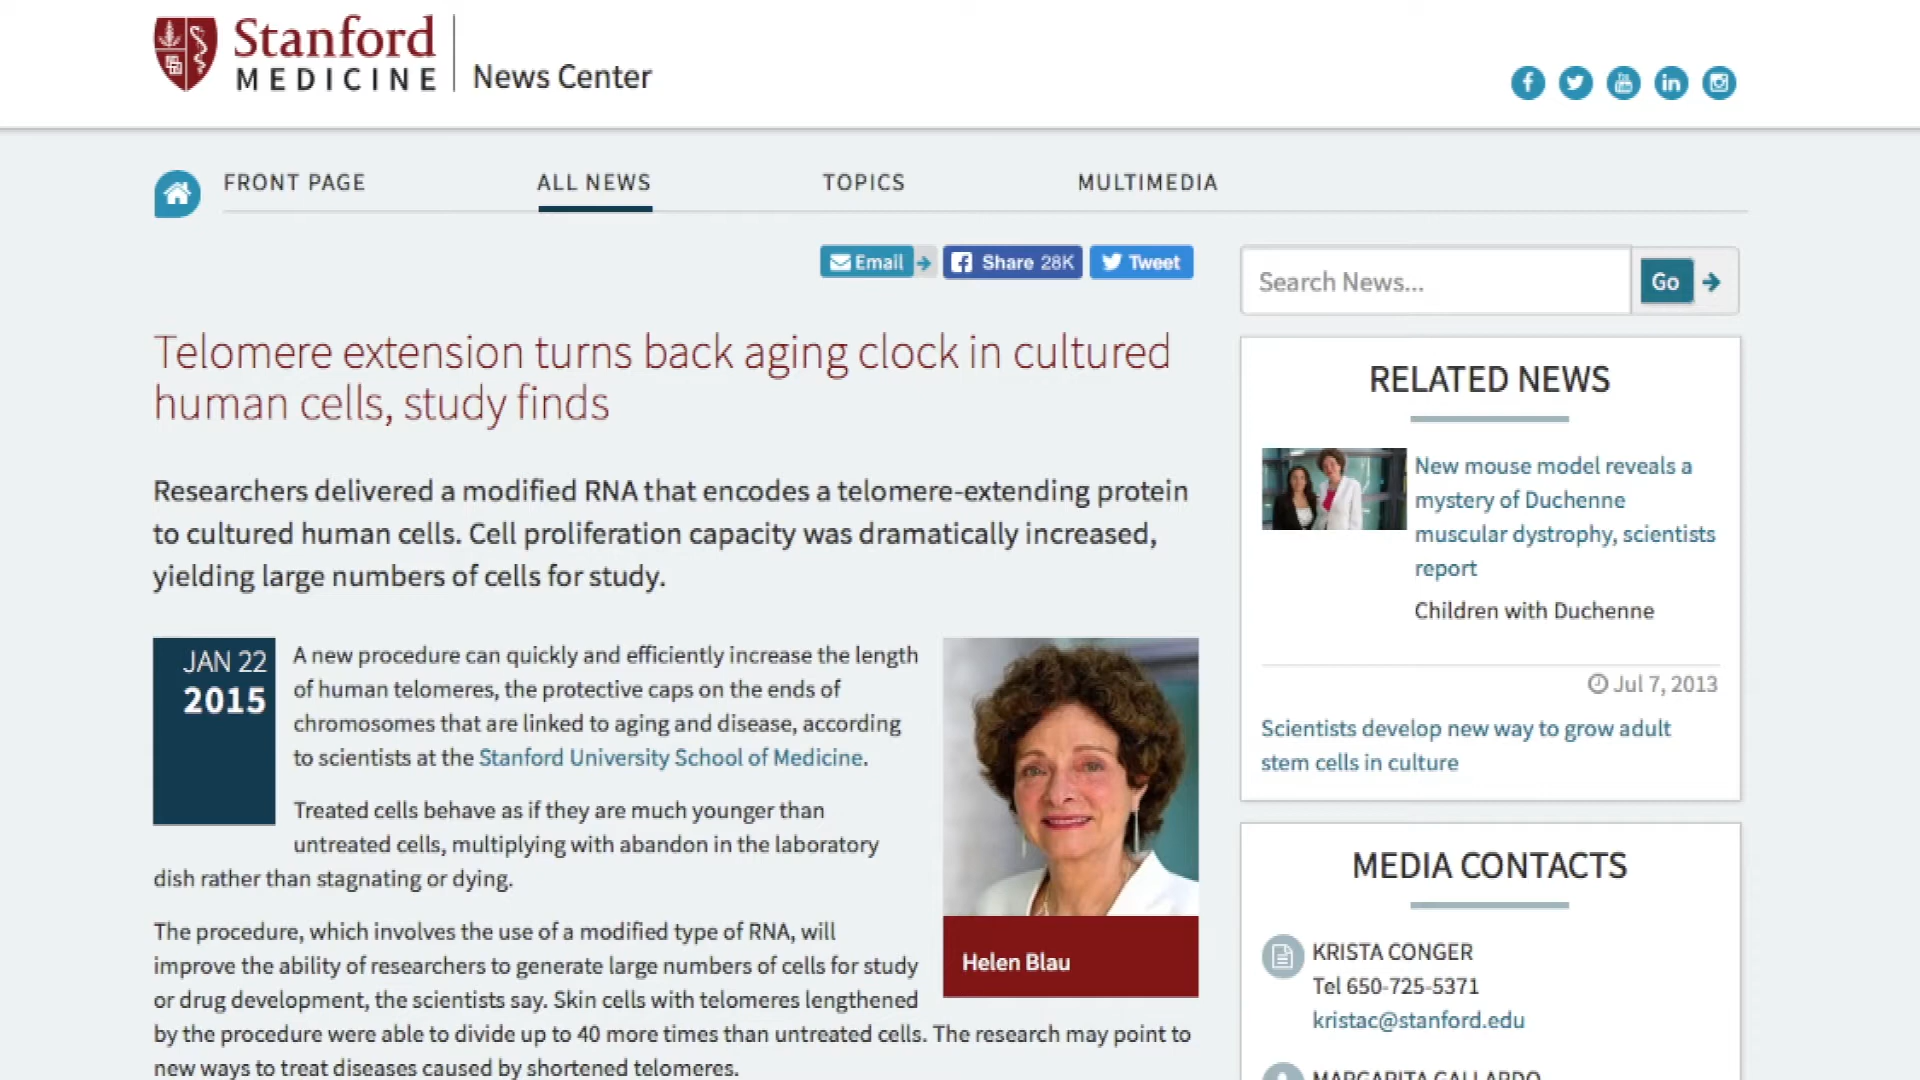 Stanford
MEDICINE
News Center
FRONT PAGE
ALL NEWS
TOPICS
MULTIMEDIA
Email
Share 28K
Tweet
Search News...
Go
Telomere extension turns back aging clock in cultured
human cells, study finds
Researchers delivered a modified RNA that encodes a telomere-extending protein
to cultured human cells. Cell proliferation capacity was dramatically increased,
yielding large numbers of cells for study.
JAN 22
2015
A new procedure can quickly and efficiently increase the length
of human telomeres, the protective caps on the ends of
chromosomes that are linked to aging and disease, according
to scientists at the Stanford University School of Medicine.
Treated cells behave as if they are much younger than
untreated cells, multiplying with abandon in the laboratory
dish rather than stagnating or dying.
The procedure, which involves the use of a modified type of RNA, will
improve the ability of researchers to generate large numbers of cells for study
or drug development, the scientists say. Skin cells with telomeres lengthened
by the procedure were able to divide up to 40 more times than untreated cells. The research may point to
new ways to treat diseases caused by shortened telomeres.
Helen Blau
RELATED NEWS
New mouse model reveals a
mystery of Duchenne
muscular dystrophy, scientists
report
Children with Duchenne
Jul 7, 2013
Scientists develop new way to grow adult
stem cells in culture
MEDIA CONTACTS
KRISTA CONGER
Tel 650-725-5371
kristac@stanford.edu
MARGARITA GALLARDO